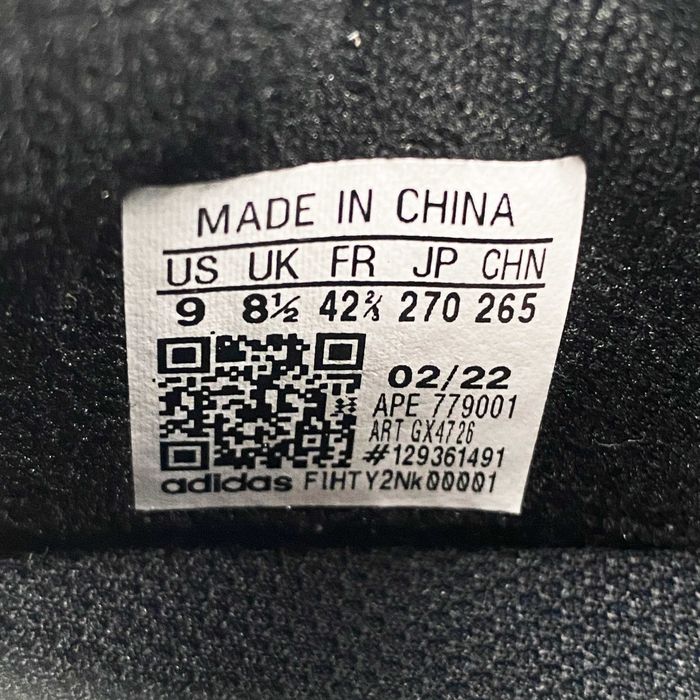 MADE IN CHINA
US UK FR JP CHN
9 8½ 42⅔ 270 265
02/22
APE 779001
ART GX4726
#129361491
adidas F1HTY2Nk00001